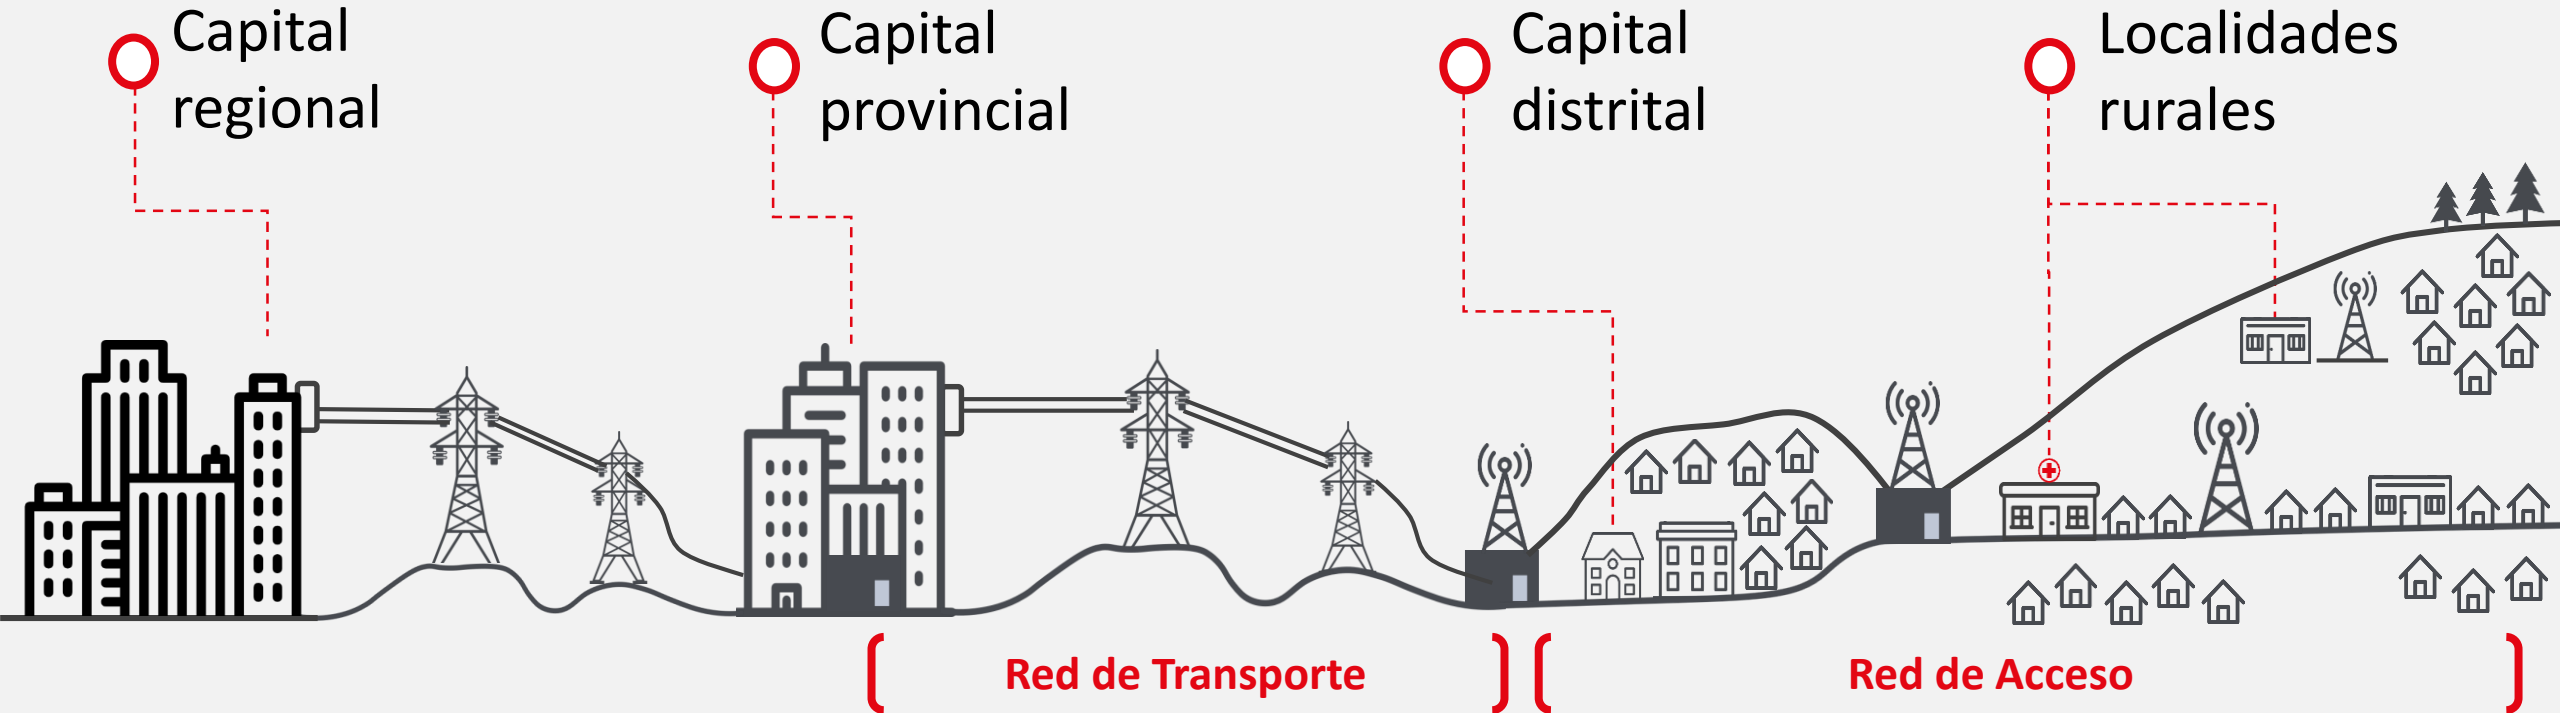 Capital
regional
Capital
provincial
Capital
distrital
Localidades
rurales
Red de Transporte
Red de Acceso